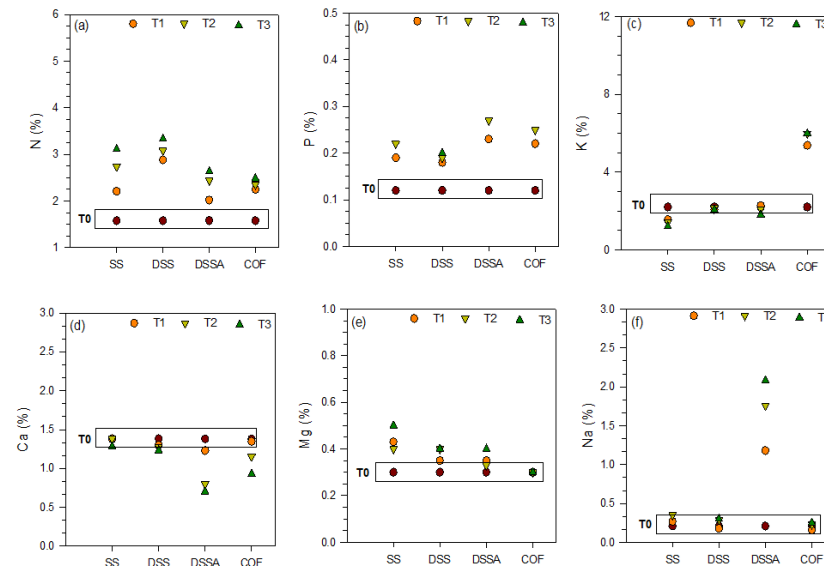 (a) T1 T2 T3
N (%)
6
5
4
3
2
1
T0
SS DSS DSSA COF
(b) T1 T2 T3
P (%)
0.5
0.4
0.3
0.2
0.1
0.0
T0
SS DSS DSSA COF
(c) T1 T2 T3
K (%)
12
8
4
0
T0
SS DSS DSSA COF
(d) T1 T2 T3
Ca (%)
3.0
2.5
2.0
1.5
1.0
0.5
0.0
T0
SS DSS DSSA COF
(e) T1 T2 T3
Mg (%)
1.0
0.8
0.6
0.4
0.2
0.0
T0
SS DSS DSSA COF
(f) T1 T2 T
Na (%)
3.0
2.5
2.0
1.5
1.0
0.5
0.0
T0
SS DSS DSSA COF